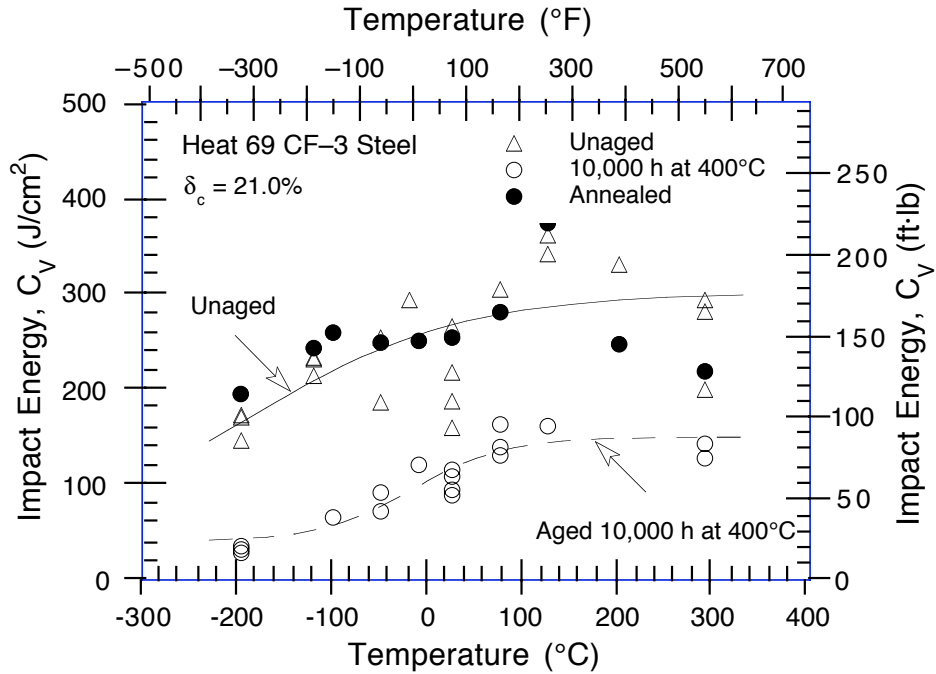 Temperature (°F)
−500 −300 −100 100 300 500 700
Heat 69 CF–3 Steel
δc = 21.0%
Unaged
10,000 h at 400°C
Annealed
Unaged
Aged 10,000 h at 400°C
Impact Energy, CV (J/cm2)
500
400
300
200
100
0
Impact Energy, CV (ft·lb)
250
200
150
100
50
0
-300 -200 -100 0 100 200 300 400
Temperature (°C)